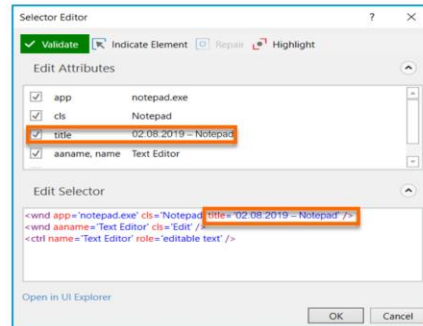 Selector Editor ? ×
Validate Indicate Element Repair Highlight
Edit Attributes
app notepad.exe
cls Notepad
title 02.08.2019 – Notepad
aaname, name Text Editor
Edit Selector
<wnd app='notepad.exe' cls='Notepad' title='02.08.2019 – Notepad' />
<wnd aaname='Text Editor' cls='Edit' />
<ctrl name='Text Editor' role='editable text' />
Open in UI Explorer
OK Cancel